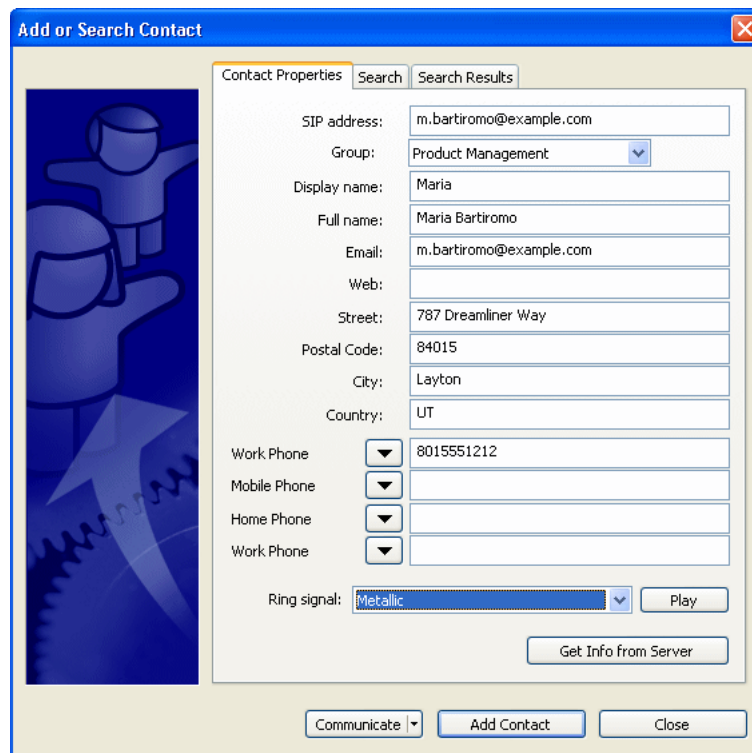 Add or Search Contact
Contact Properties Search Search Results
SIP address: m.bartiromo@example.com
Group: Product Management
Display name: Maria
Full name: Maria Bartiromo
Email: m.bartiromo@example.com
Web:
Street: 787 Dreamliner Way
Postal Code: 84015
City: Layton
Country: UT
Work Phone 8015551212
Mobile Phone
Home Phone
Work Phone
Ring signal: Metallic Play
Get Info from Server
Communicate Add Contact Close